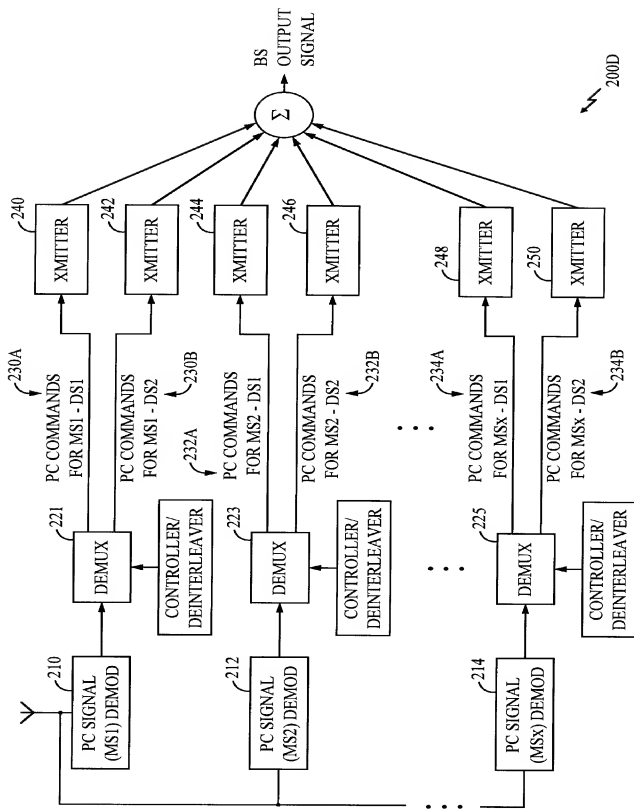 210
PC SIGNAL
(MS1) DEMOD
221
DEMUX
CONTROLLER/
DEINTERLEAVER
230A
PC COMMANDS
FOR MS1 - DS1
PC COMMANDS
FOR MS1 - DS2
230B
240
XMITTER
242
XMITTER
212
PC SIGNAL
(MS2) DEMOD
223
DEMUX
CONTROLLER/
DEINTERLEAVER
232A
PC COMMANDS
FOR MS2 - DS1
PC COMMANDS
FOR MS2 - DS2
232B
244
XMITTER
246
XMITTER
214
PC SIGNAL
(MSx) DEMOD
225
DEMUX
CONTROLLER/
DEINTERLEAVER
234A
PC COMMANDS
FOR MSx - DS1
PC COMMANDS
FOR MSx - DS2
234B
248
XMITTER
250
XMITTER
Σ
BS
OUTPUT
SIGNAL
200D